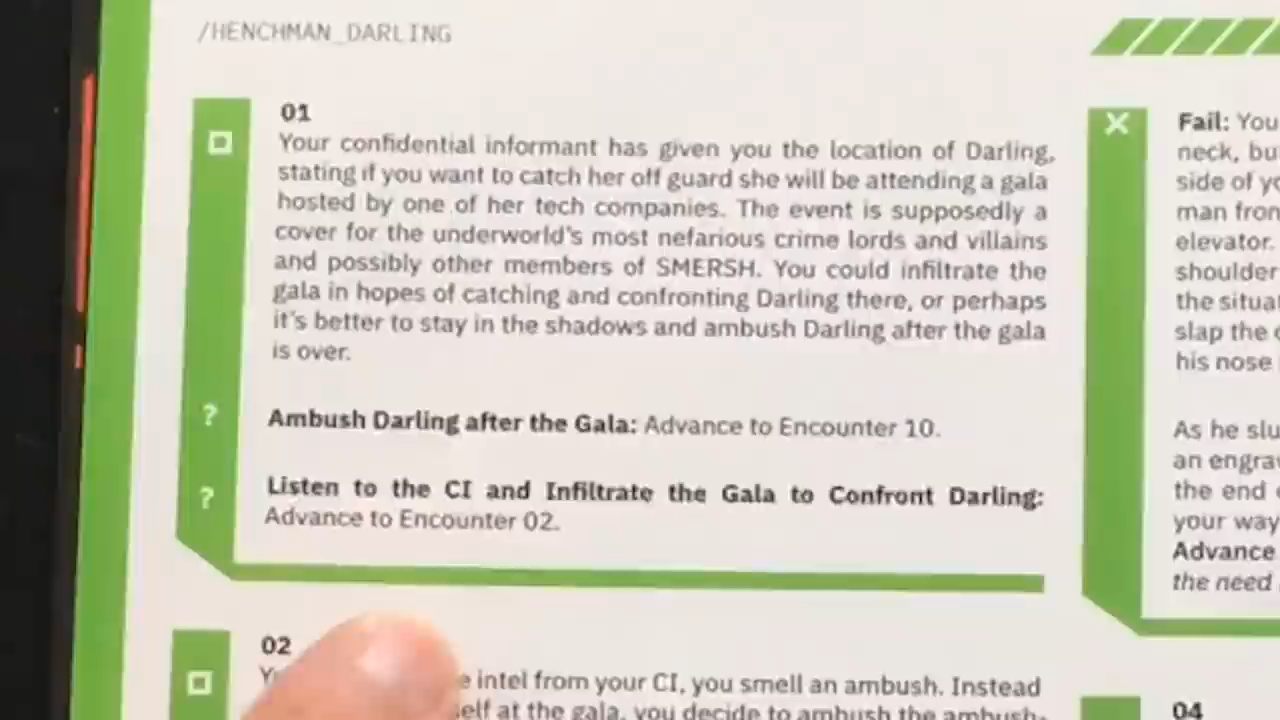 /HENCHMAN_DARLING
01
Your confidential informant has given you the location of Darling,
stating if you want to catch her off guard she will be attending a gala
hosted by one of her tech companies. The event is supposedly a
cover for the underworld's most nefarious crime lords and villains
and possibly other members of SMERSH. You could infiltrate the
gala in hopes of catching and confronting Darling there, or perhaps
it's better to stay in the shadows and ambush Darling after the gala
is over.
? Ambush Darling after the Gala: Advance to Encounter 10.
? Listen to the CI and Infiltrate the Gala to Confront Darling:
Advance to Encounter 02.
02
intel from your CI, you smell an ambush. Instead
at the gala, you decide to ambush the ambush-
Fail: You
neck, bu
side of yo
man from
elevator.
shoulder
the situa
slap the
his nose
As he slu
an engra
the end
your way
Advance
the need
04